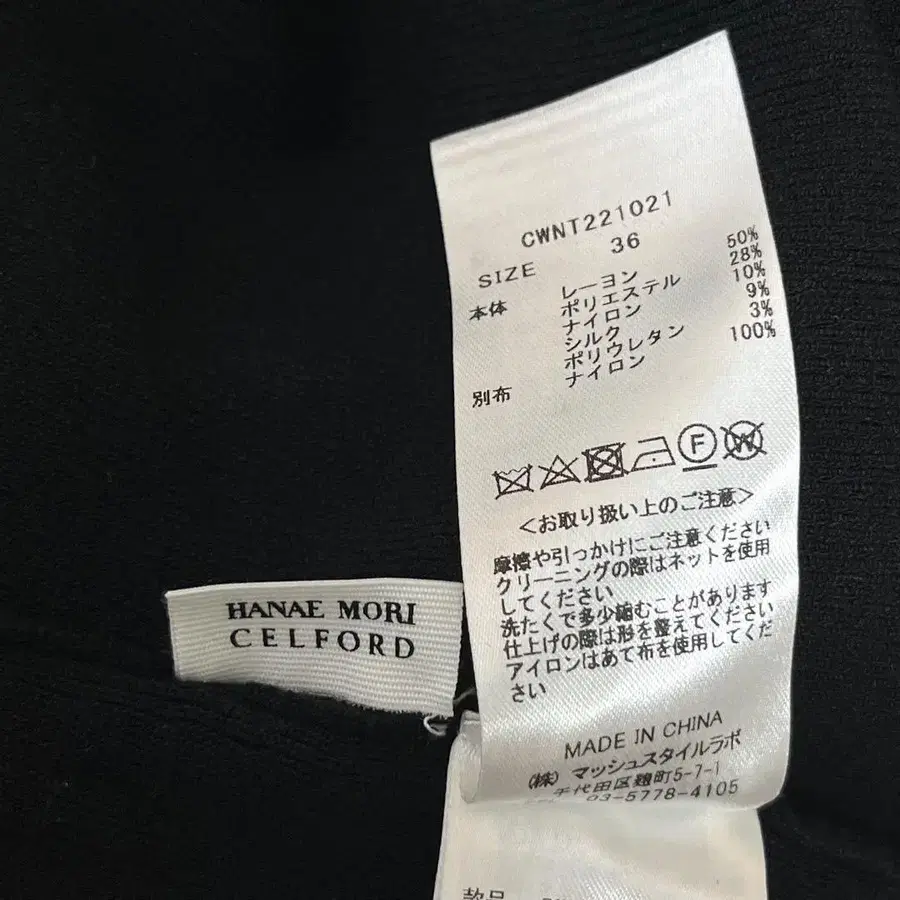 CWNT221021
SIZE 36
本体 レーヨン 50%
ポリエステル 28%
ナイロン 10%
シルク 9%
ポリウレタン 3%
別布 ナイロン 100%
F W
<お取り扱い上のご注意>
摩擦や引っかけにご注意ください
クリーニングの際はネットを使用
してください
洗たくで多少縮むことがあります
仕上げの際は形を整えてください
アイロンはあて布を使用してくだ
さい
MADE IN CHINA
(株) マッシュスタイルラボ
千代田区麹町5-7-1
03-5778-4105
HANAE MORI
CELFORD
款号